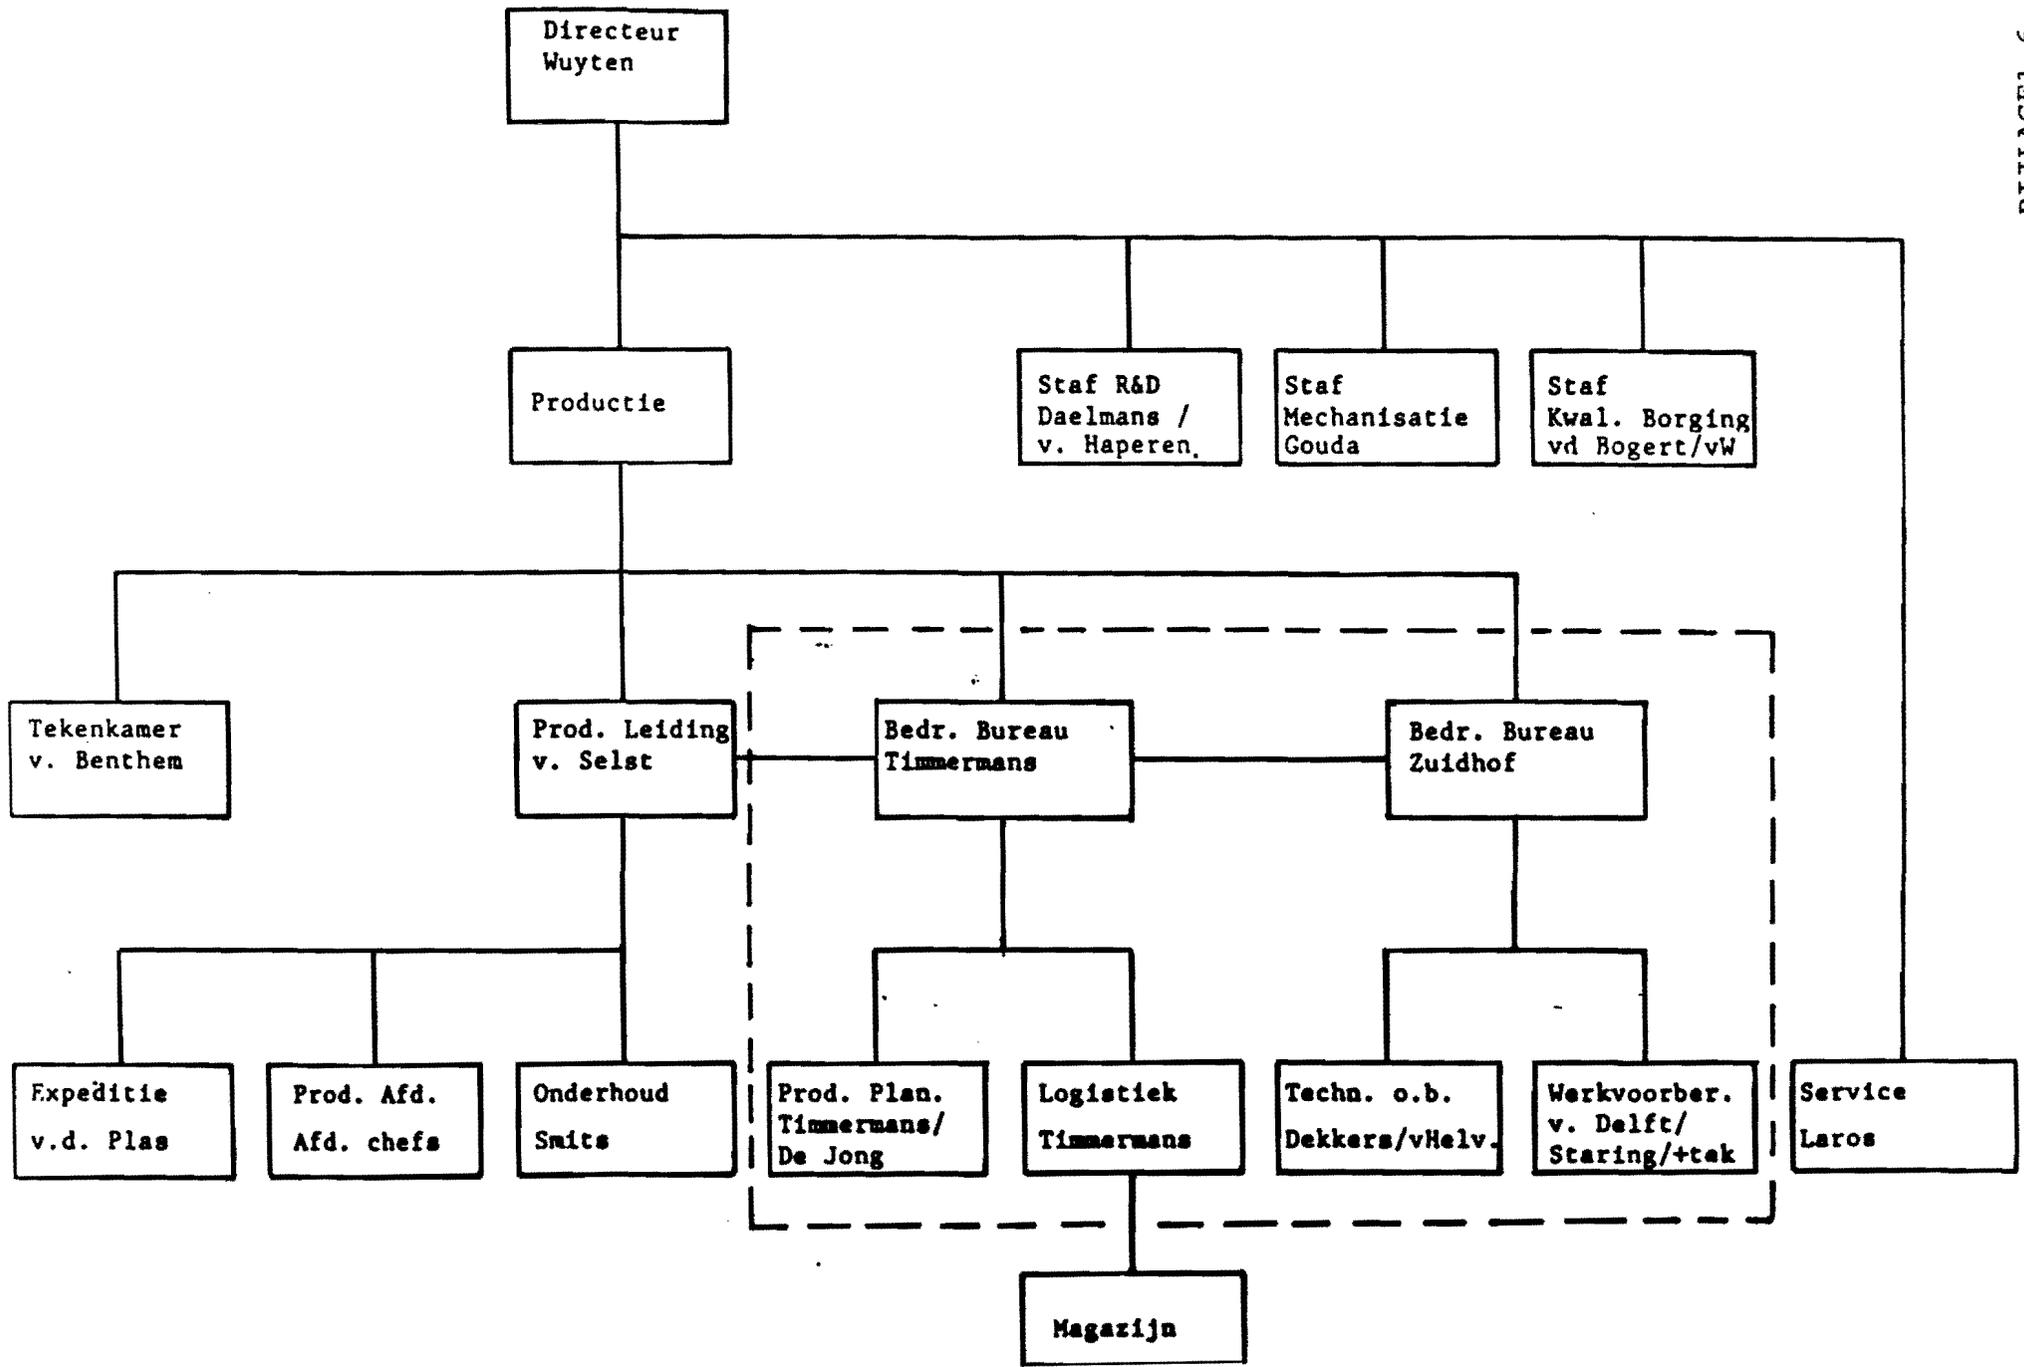 Directeur
Wuyten
Productie
Staf R&D
Daelmans /
v. Haperen.
Staf
Mechanisatie
Gouda
Staf
Kwal. Borging
vd Bogert/vW
Tekenkamer
v. Benthem
Prod. Leiding
v. Selst
Bedr. Bureau
Timmermans
Bedr. Bureau
Zuidhof
Expeditie
v.d. Plas
Prod. Afd.
Afd. chefs
Onderhoud
Smits
Prod. Plan.
Timmermans/
De Jong
Logistiek
Timmermans
Techn. o.b.
Dekkers/vHelv.
Werkvoorber.
v. Delft/
Staring/+tek
Service
Laros
Magazijn